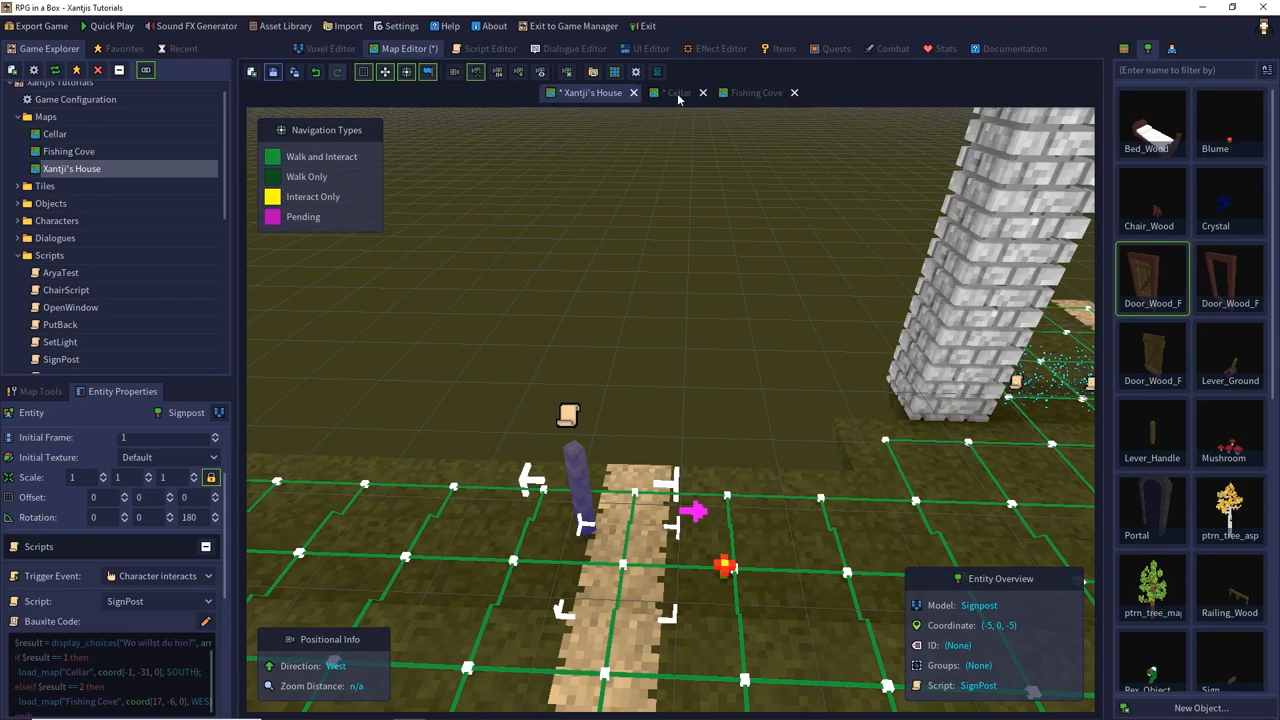 RPG in a Box - Xantjis Tutorials
Export Game Quick Play Sound FX Generator Asset Library Import Settings Help About Exit to Game Manager Exit
Game Explorer Favorites Recent Voxel Editor Map Editor (*) Script Editor Dialogue Editor UI Editor Effect Editor Items Quests Combat Stats Documentation
(Enter name to filter by)
Xantjis Tutorials
Game Configuration
Maps
Cellar
Fishing Cove
Xantji's House
Tiles
Objects
Characters
Dialogues
Scripts
AryaTest
ChairScript
OpenWindow
PutBack
SetLight
SignPost
* Xantji's House * Cellar Fishing Cove
Navigation Types
Walk and Interact
Walk Only
Interact Only
Pending
Map Tools Entity Properties
Entity Signpost
Initial Frame: 1
Initial Texture: Default
Scale: 1 1 1
Offset: 0 0 0
Rotation: 0 0 180
Scripts
Trigger Event: Character interacts
Script: SignPost
Bauxite Code:
$result = display_choices("Wo willst du hin?", arr
if $result == 1 then
load_map("Cellar", coord[-1, -31, 0], SOUTH);
elseif $result == 2 then
load_map("Fishing Cove", coord[17, -6, 0], WES
Positional Info
Direction: West
Zoom Distance: n/a
Entity Overview
Model: Signpost
Coordinate: (-5, 0, -5)
ID: (None)
Groups: (None)
Script: SignPost
Bed_Wood Blume
Chair_Wood Crystal
Door_Wood_F Door_Wood_F
Door_Wood_F Lever_Ground
Lever_Handle Mushroom
Portal ptrn_tree_asp
ptrn_tree_ma Railing_Wood
Rex_Object Sign
New Object...